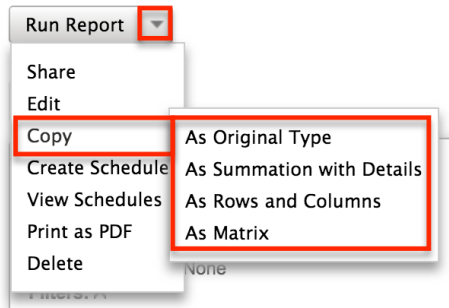 Run Report
Share
Edit
Copy
As Original Type
Create Schedule
As Summation with Details
View Schedules
As Rows and Columns
Print as PDF
As Matrix
Delete
None
Filters: